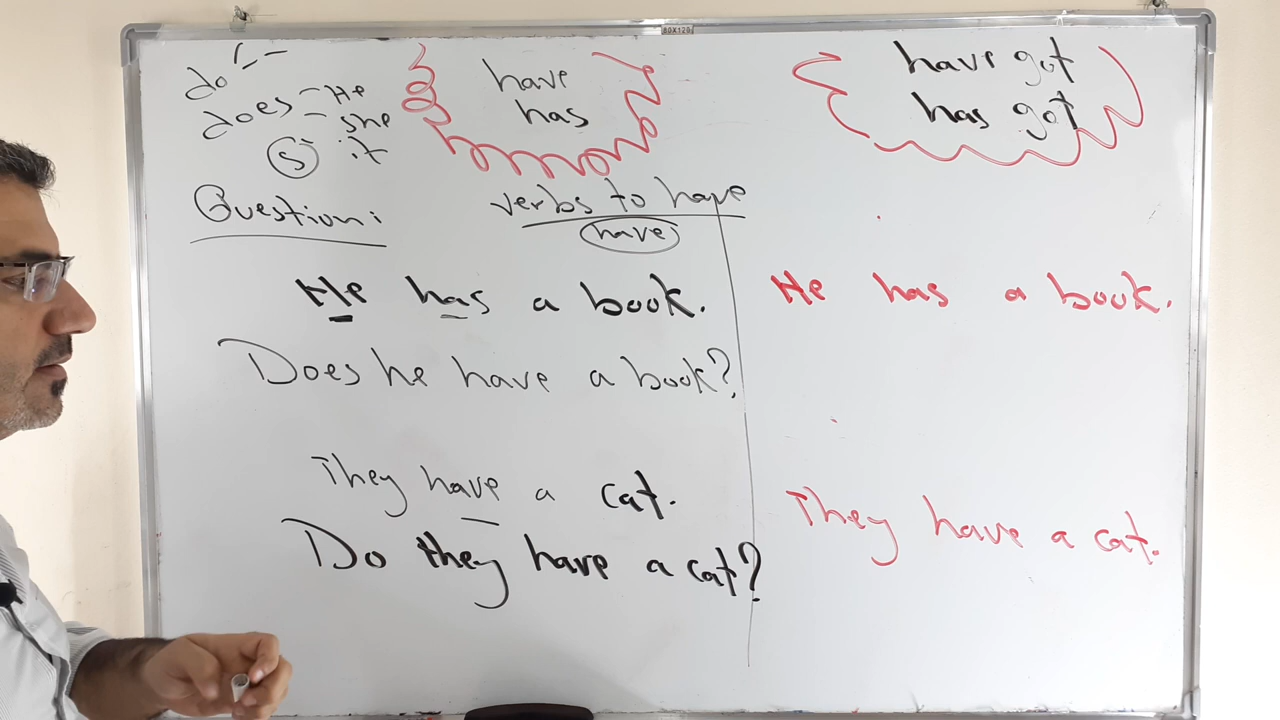 80X120
do
does - He
- she
(s) it
have
has
have got
has got
Question:
verbs to have
have
He has a book.
Does he have a book?
They have a cat.
Do they have a cat?
He has a book.
They have a cat.